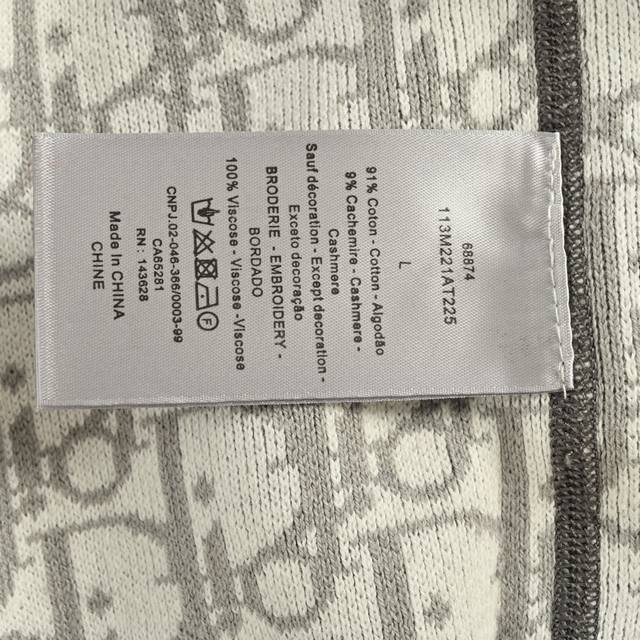 68874
113M221AT225
L
91% Coton - Cotton - Algodão
9% Cachemire - Cashmere -
Cashmere
Sauf décoration - Except decoration -
Exceto decoração
BRODERIE - EMBROIDERY -
BORDADO
100% Viscose - Viscose -Viscose
CNPJ.02-046-366/0003-99
CA65281
RN: 143628
Made In CHINA
CHINE